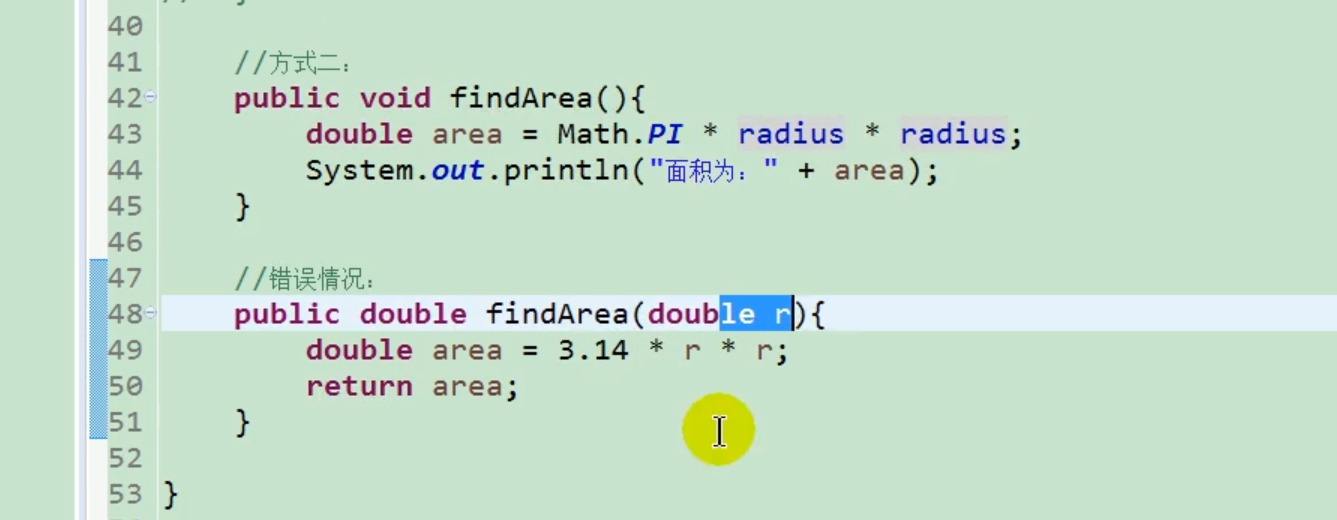 40
41 //方式二：
42 public void findArea(){
43 double area = Math.PI * radius * radius;
44 System.out.println("面积为：" + area);
45 }
46
47 //错误情况：
48 public double findArea(double r){
49 double area = 3.14 * r * r;
50 return area;
51 }
52
53 }